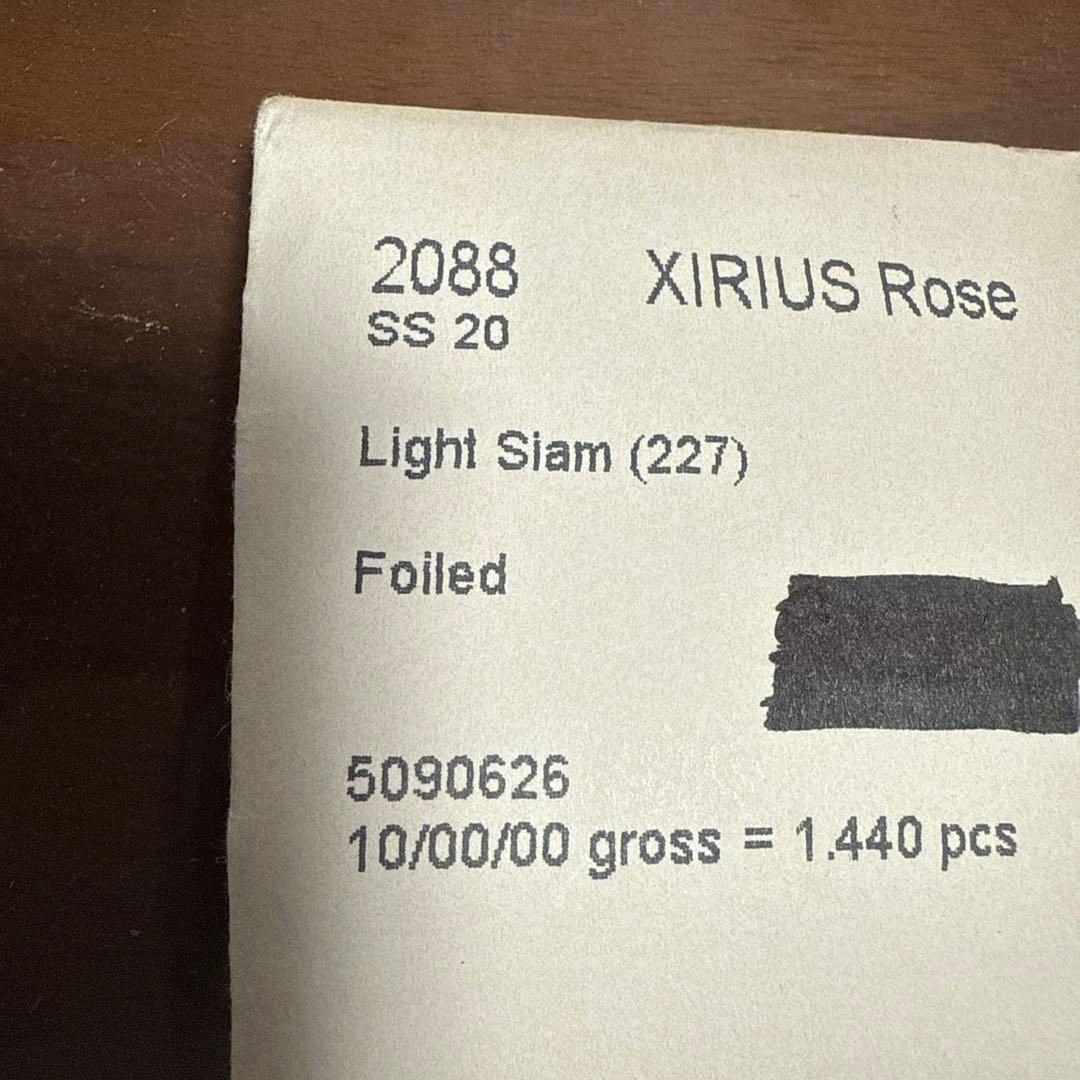 2088 XIRIUS Rose
SS 20
Light Siam (227)
Foiled
5090626
10/00/00 gross = 1.440 pcs